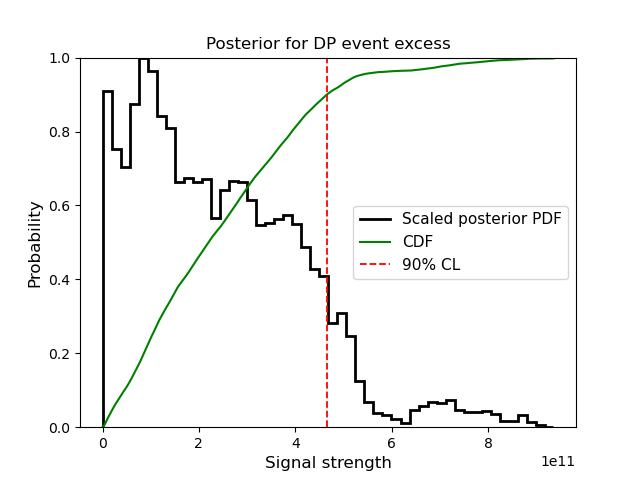 Posterior for DP event excess
Probability
1.0
0.8
0.6
0.4
0.2
0.0
Scaled posterior PDF
CDF
90% CL
0
2
4
6
8
1e11
Signal strength